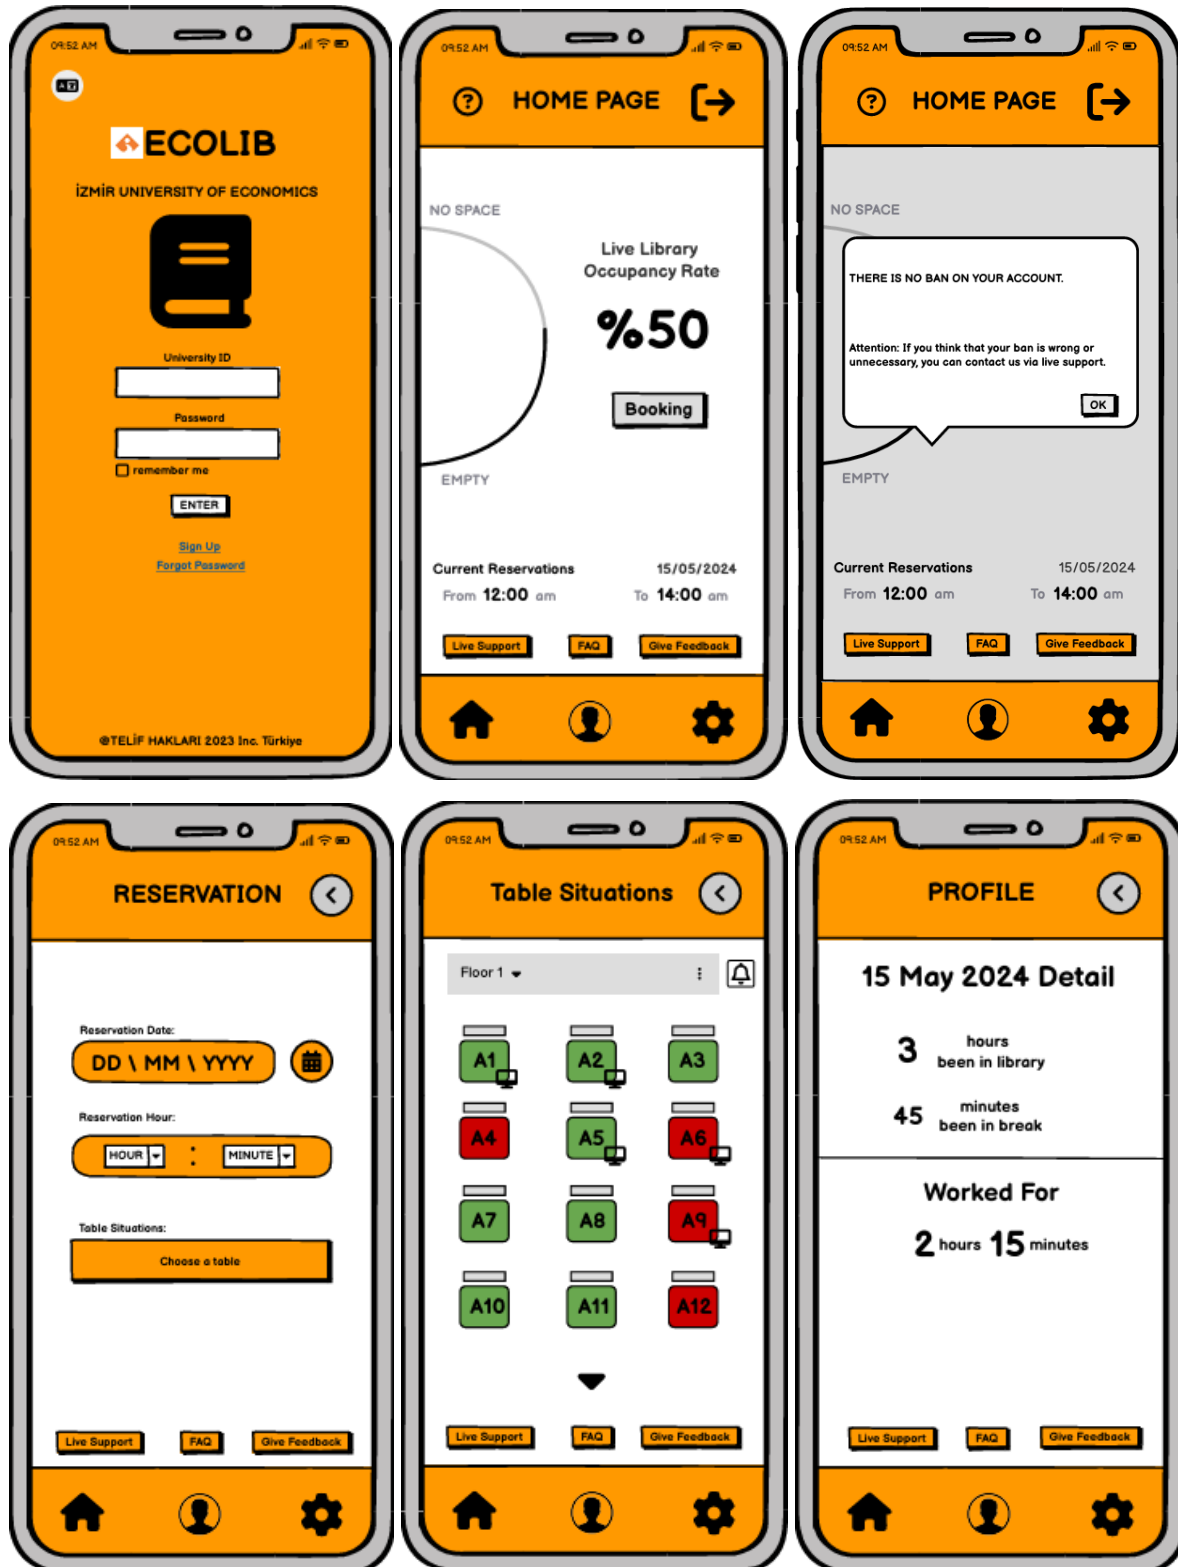 09:52 AM
ECOLIB
İZMİR UNIVERSITY OF ECONOMICS
University ID
Password
remember me
ENTER
Sign Up
Forgot Password
@TELİF HAKLARI 2023 Inc. Türkiye
09:52 AM
? HOME PAGE
NO SPACE
Live Library
Occupancy Rate
%50
Booking
EMPTY
Current Reservations 15/05/2024
From 12:00 am To 14:00 am
Live Support FAQ Give Feedback
09:52 AM
? HOME PAGE
NO SPACE
THERE IS NO BAN ON YOUR ACCOUNT.
Attention: If you think that your ban is wrong or
unnecessary, you can contact us via live support.
OK
EMPTY
Current Reservations 15/05/2024
From 12:00 am To 14:00 am
Live Support FAQ Give Feedback
09:52 AM
RESERVATION
Reservation Date:
DD \ MM \ YYYY
Reservation Hour:
HOUR : MINUTE
Table Situations:
Choose a table
Live Support FAQ Give Feedback
09:52 AM
Table Situations
Floor 1
A1 A2 A3
A4 A5 A6
A7 A8 A9
A10 A11 A12
Live Support FAQ Give Feedback
09:52 AM
PROFILE
15 May 2024 Detail
3 hours
been in library
45 minutes
been in break
Worked For
2 hours 15 minutes
Live Support FAQ Give Feedback